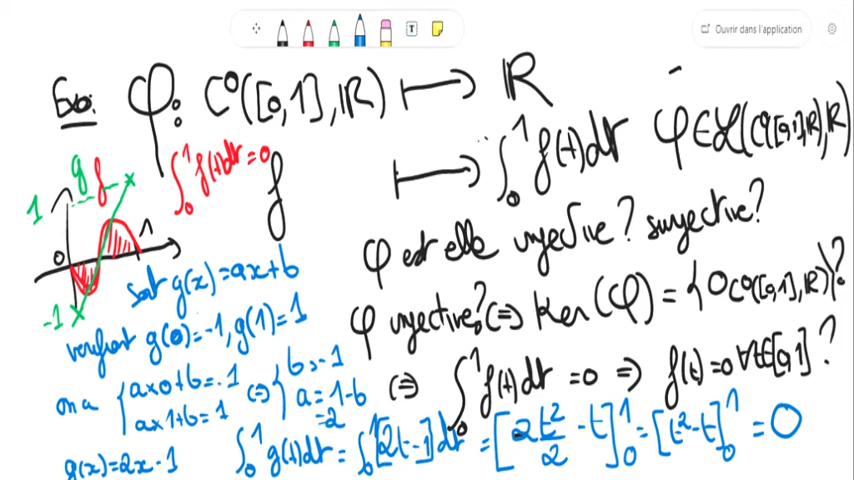 Ouvrir dans l'application
Exo: φ: C⁰([0,1],ℝ) ⟼ ℝ
f ⟼ ∫₀¹ f(t)dt φ∈ℒ(C⁰([0,1],ℝ),ℝ)
∫₀¹ f(t)dt = 0
g f
1
0
1
-1
φ est elle injective? surjective?
φ injective? ⇔ Ker(φ) = {0C⁰([0,1],ℝ)}?
⇔ ∫₀¹ f(t)dt = 0 ⇒ f(t)=0 ∀t∈[0,1]?
soit g(x) = ax+b
verifiant g(0)=-1, g(1)=1
on a { a×0+b=-1 a×1+b=1 ⇔ { b=-1 a=1-b =2
g(x)=2x-1 ∫₀¹ g(t)dt = ∫₀¹ [2t-1]dt = [2t²/2 - t]₀¹ = [t²-t]₀¹ = 0